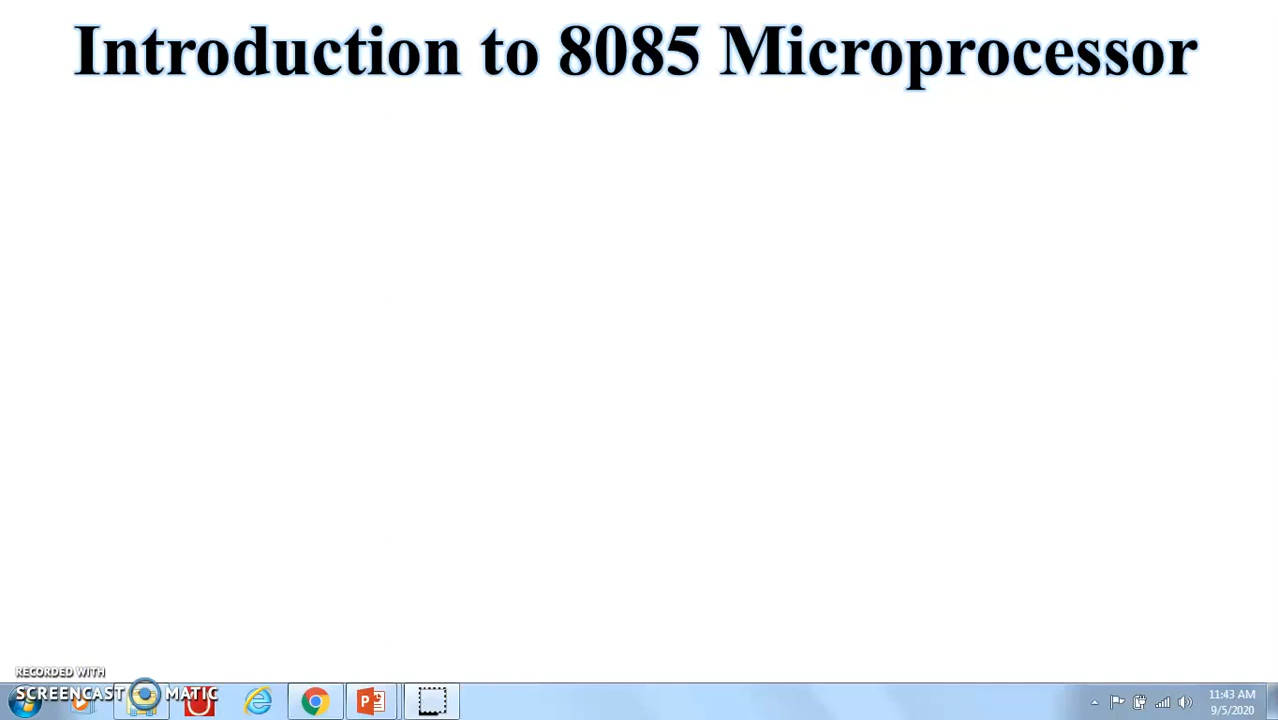 Introduction to 8085 Microprocessor
RECORDED WITH
SCREENCAST MATIC
11:43 AM
9/5/2020